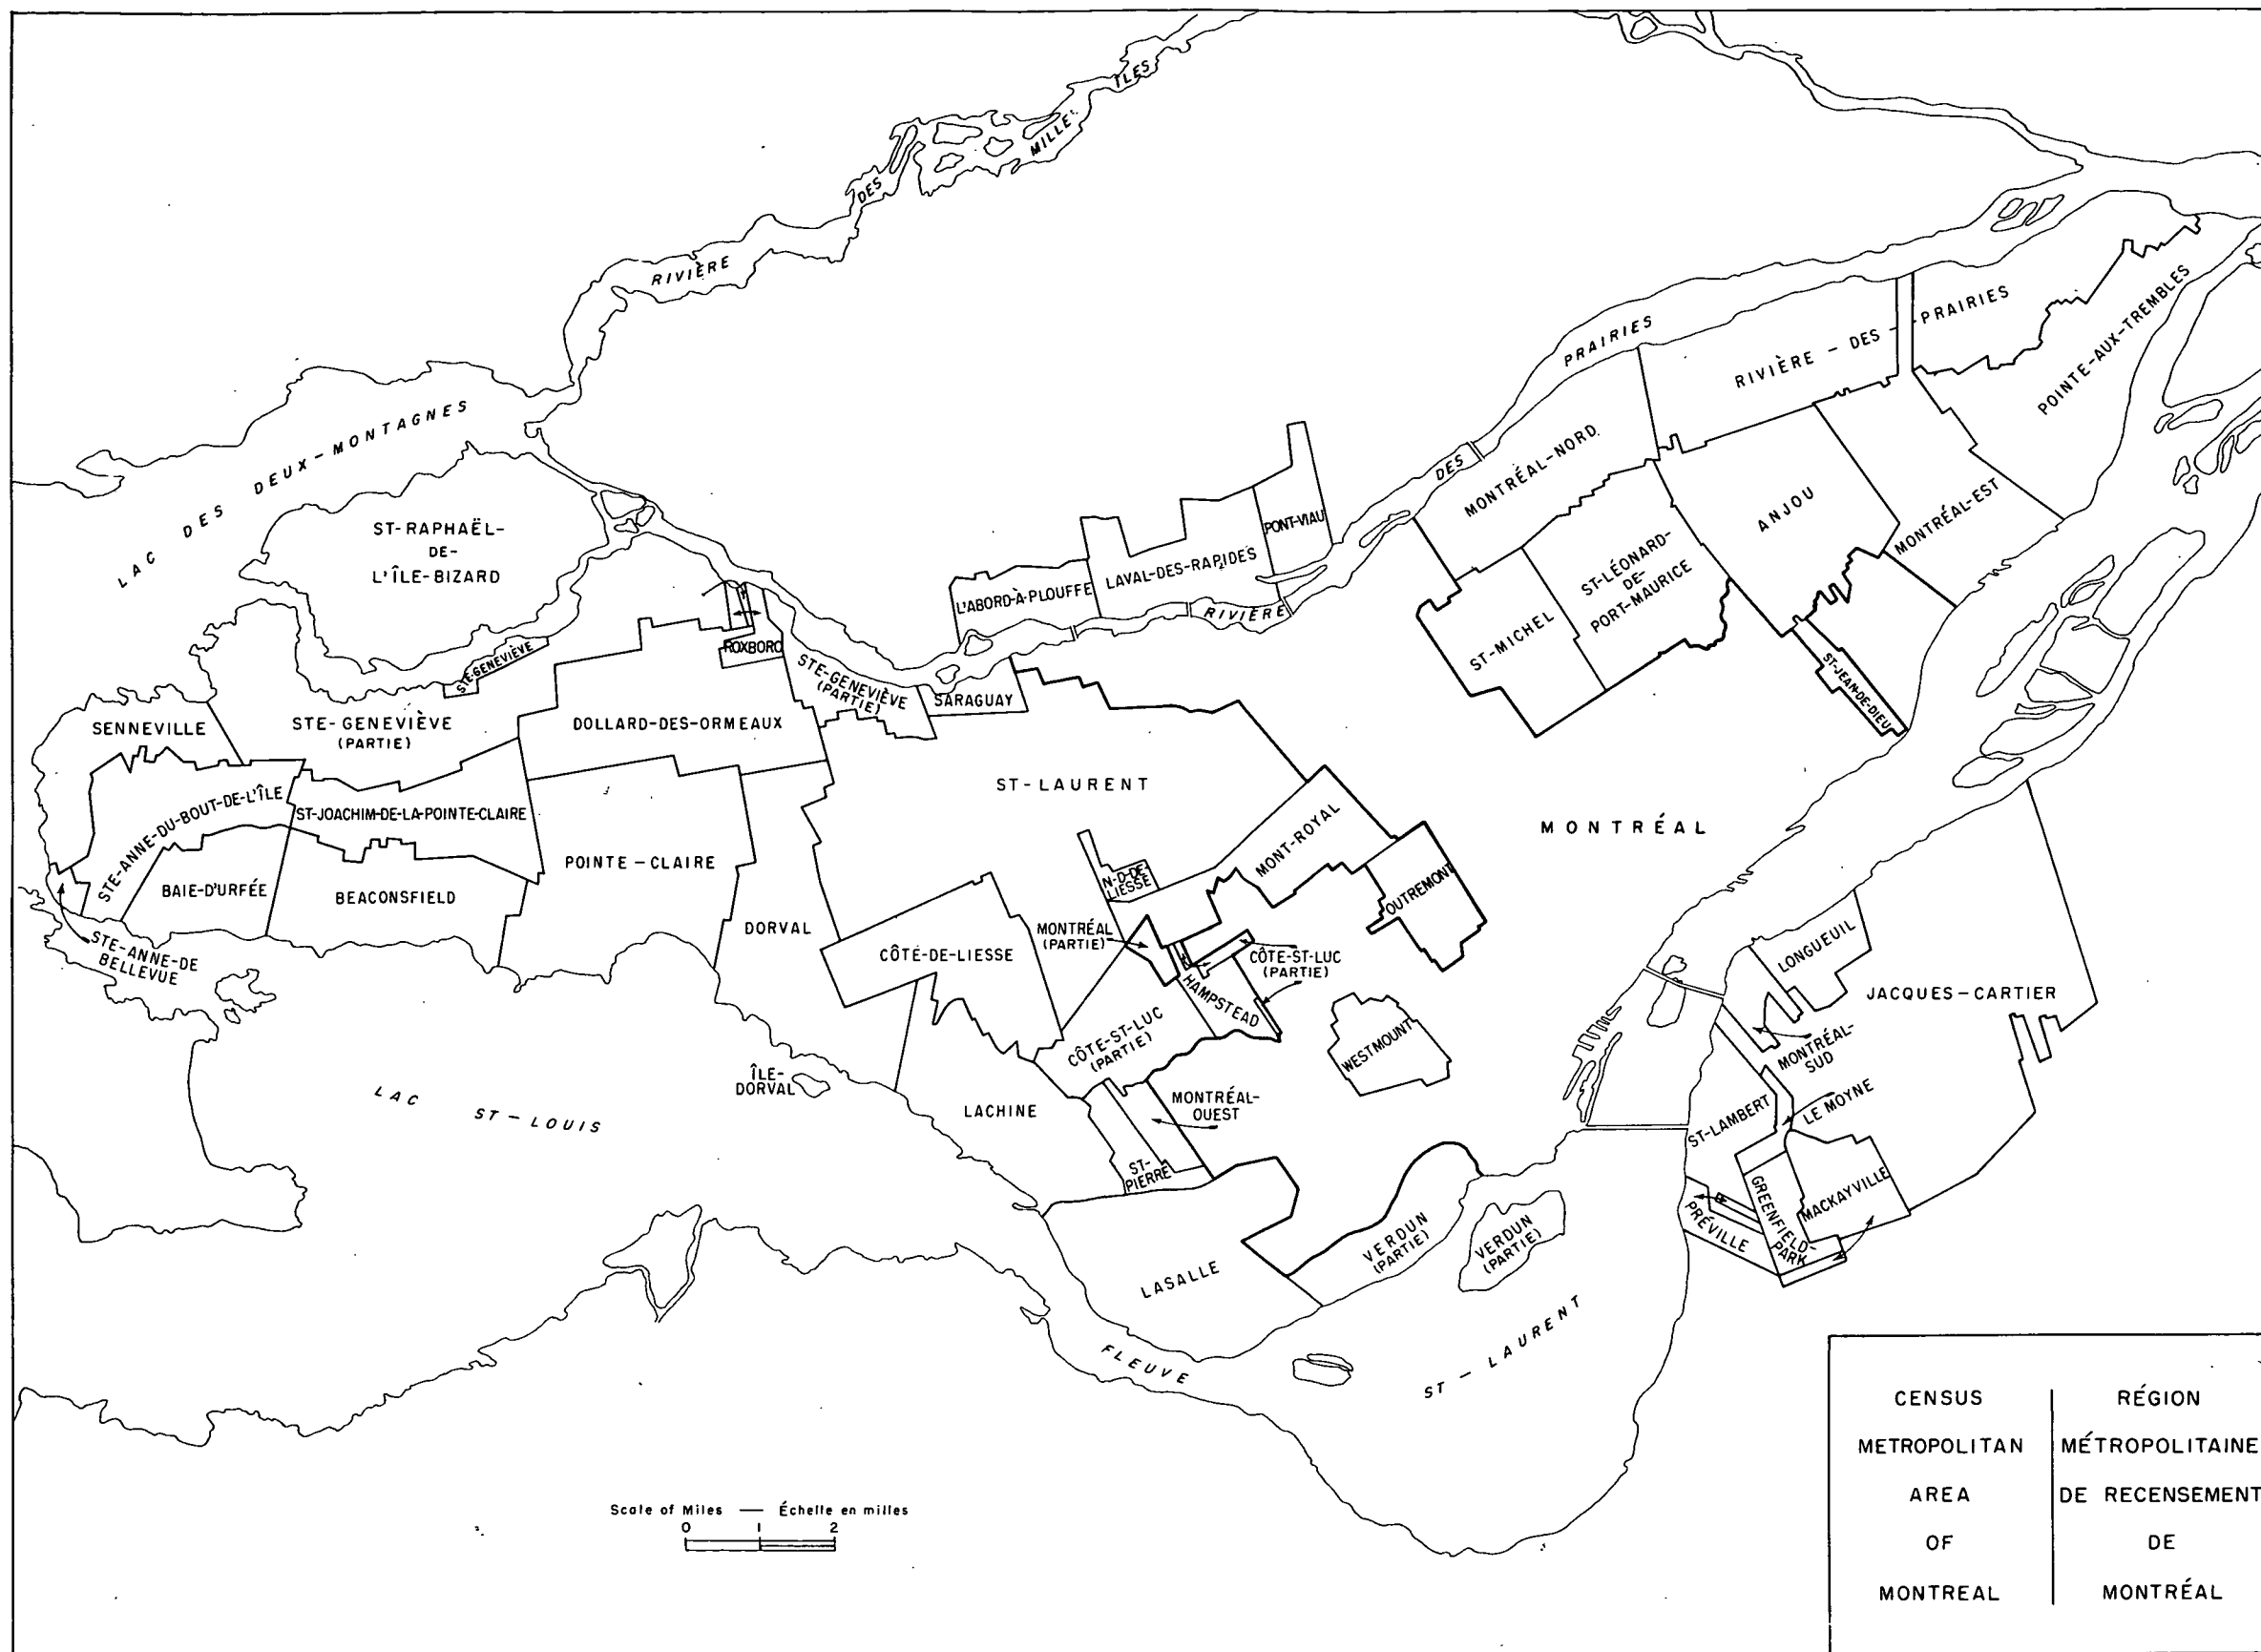 ÎLES
MILLE
DES
RIVIÈRE
LAC DES DEUX-MONTAGNES
PRAIRIES
DES
RIVIÈRE
RIVIÈRE-DES-PRAIRIES
POINTE-AUX-TREMBLES
MONTRÉAL-NORD
ANJOU
MONTRÉAL-EST
ST-RAPHAËL-
DE-
L'ÎLE-BIZARD
PONT-VIAU
LAVAL-DES-RAPIDES
L'ABORD-À-PLOUFFE
ST-LÉONARD-
DE-
PORT-MAURICE
ST-MICHEL
ST-JEAN-DE-DIEU
ROXBORO
STE-GENEVIÈVE
STE-GENEVIÈVE
(PARTIE)
SARAGUAY
SENNEVILLE
STE-GENEVIÈVE
(PARTIE)
DOLLARD-DES-ORMEAUX
ST-LAURENT
STE-ANNE-DU-BOUT-DE-L'ÎLE
ST-JOACHIM-DE-LA-POINTE-CLAIRE
MONTRÉAL
MONT-ROYAL
POINTE-CLAIRE
N-D-DE-
LIESSE
OUTREMONT
BAIE-D'URFÉE
BEACONSFIELD
DORVAL
MONTRÉAL
(PARTIE)
CÔTÉ-DE-LIESSE
STE-ANNE-DE
BELLEVUE
CÔTE-ST-LUC
(PARTIE)
HAMPSTEAD
LONGUEUIL
JACQUES-CARTIER
CÔTE-ST-LUC
(PARTIE)
WESTMOUNT
MONTRÉAL-
SUD
ÎLE-
DORVAL
LAC ST-LOUIS
LACHINE
MONTRÉAL-
OUEST
ST-LAMBERT
LE MOYNE
ST-
PIERRE
GREENFIELD-
PARK
MACKAYVILLE
PRÉVILLE
VERDUN
(PARTIE)
VERDUN
(PARTIE)
LASALLE
FLEUVE
ST-LAURENT
Scale of Miles — Échelle en milles
0 1 2
CENSUS
METROPOLITAN
AREA
OF
MONTREAL
RÉGION
MÉTROPOLITAINE
DE RECENSEMENT
DE
MONTRÉAL